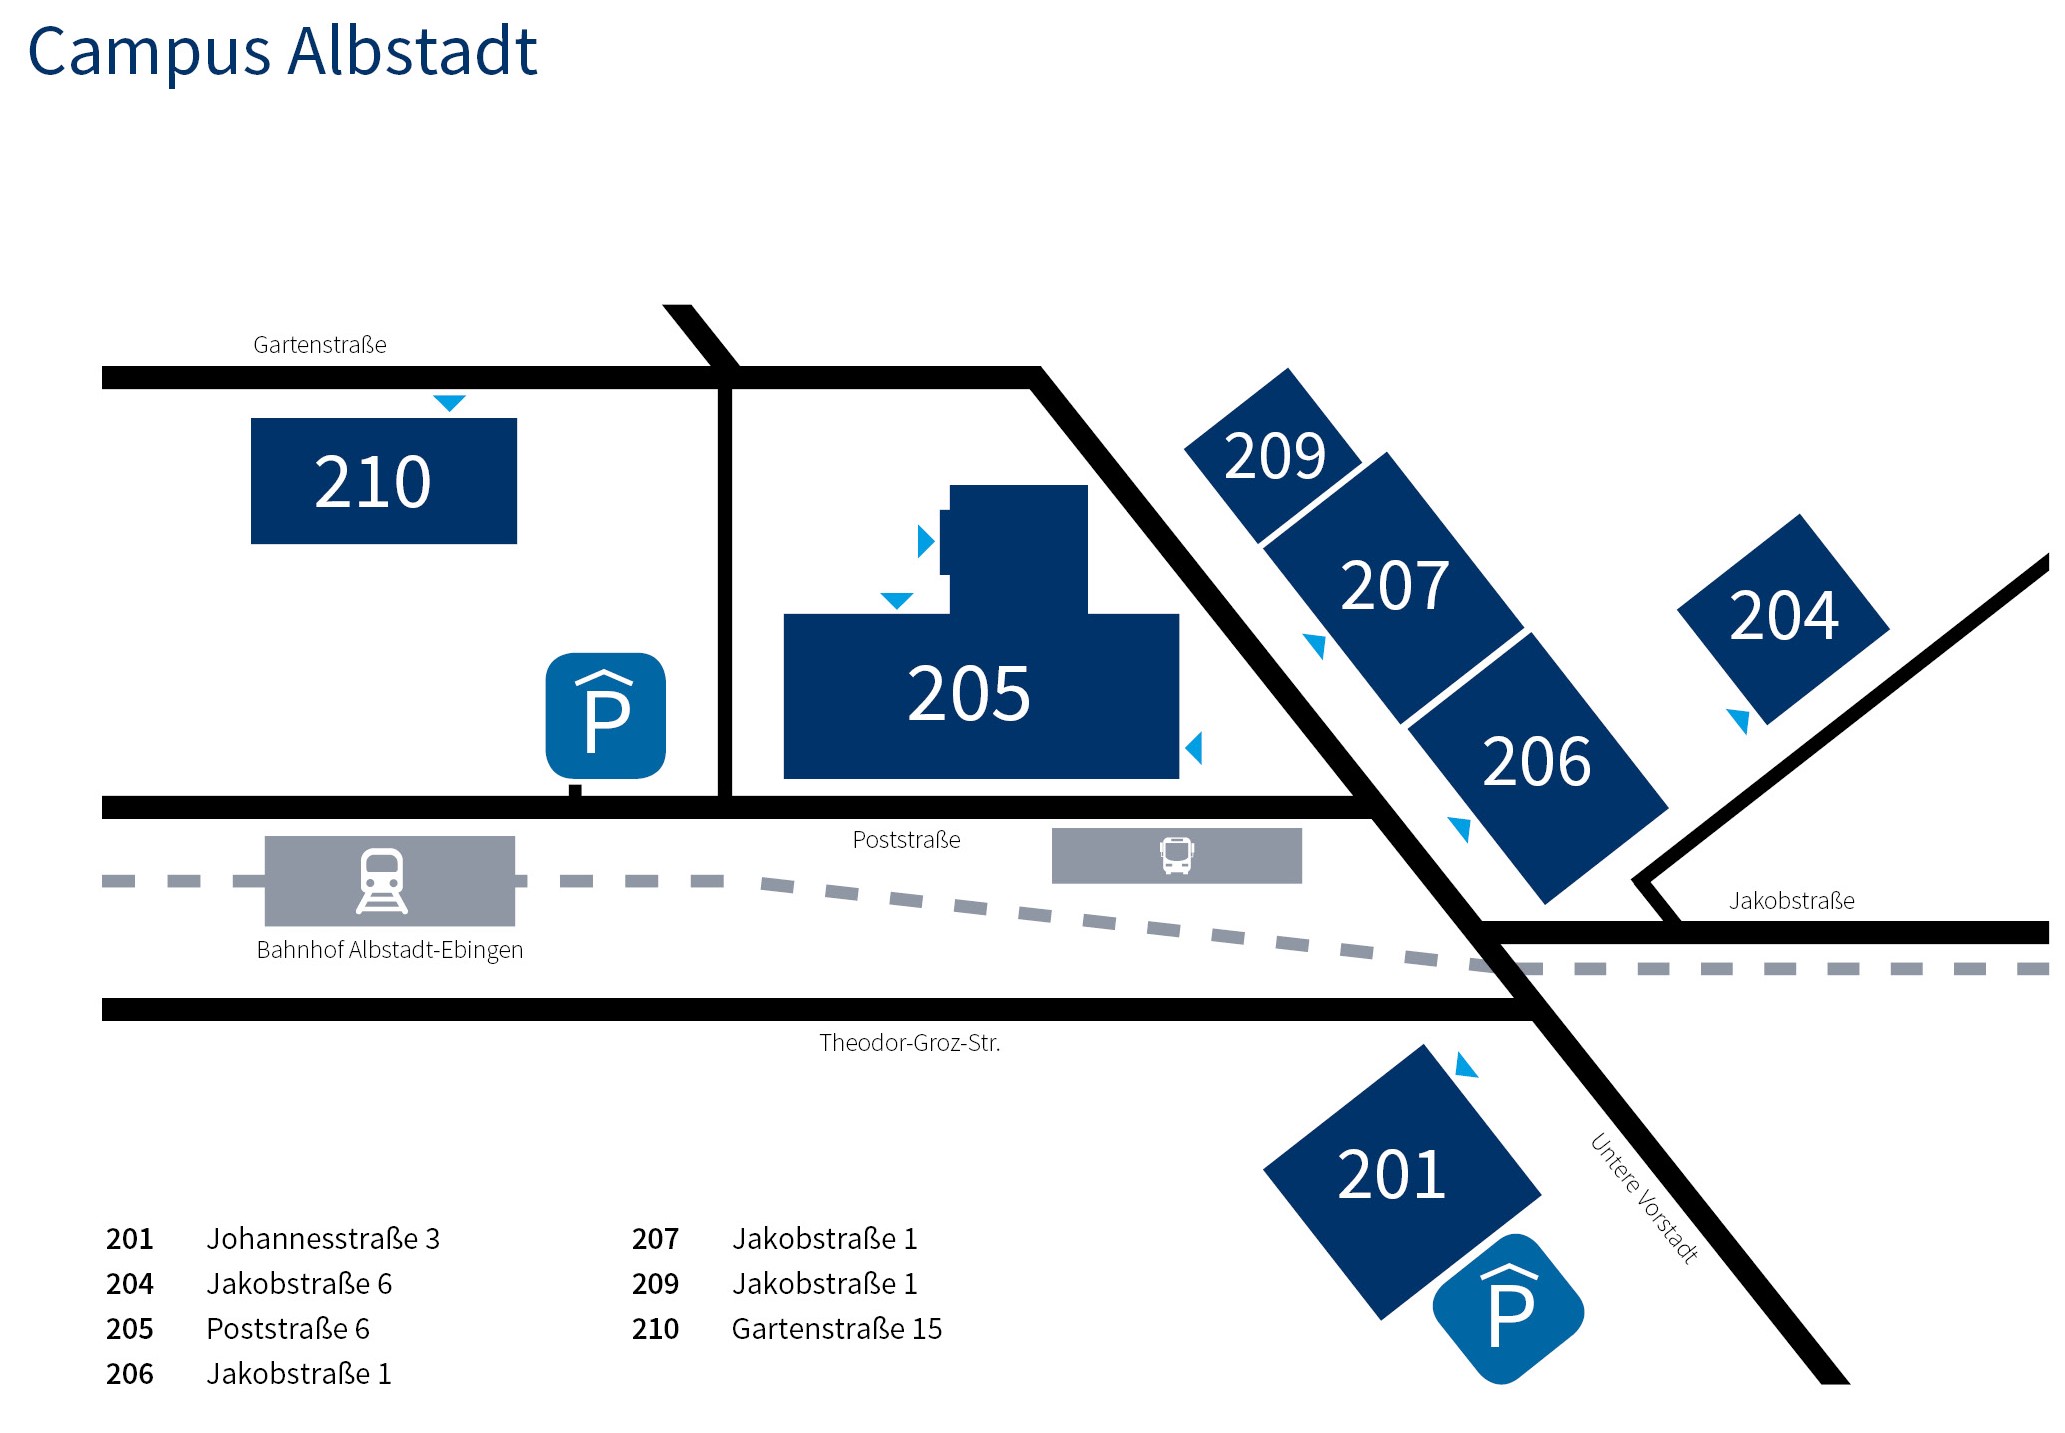 Campus Albstadt
Gartenstraße
210
209
207
204
205
206
P
Poststraße
Jakobstraße
Bahnhof Albstadt-Ebingen
Theodor-Groz-Str.
201
Untere Vorstadt
P
201 Johannesstraße 3
204 Jakobstraße 6
205 Poststraße 6
206 Jakobstraße 1
207 Jakobstraße 1
209 Jakobstraße 1
210 Gartenstraße 15